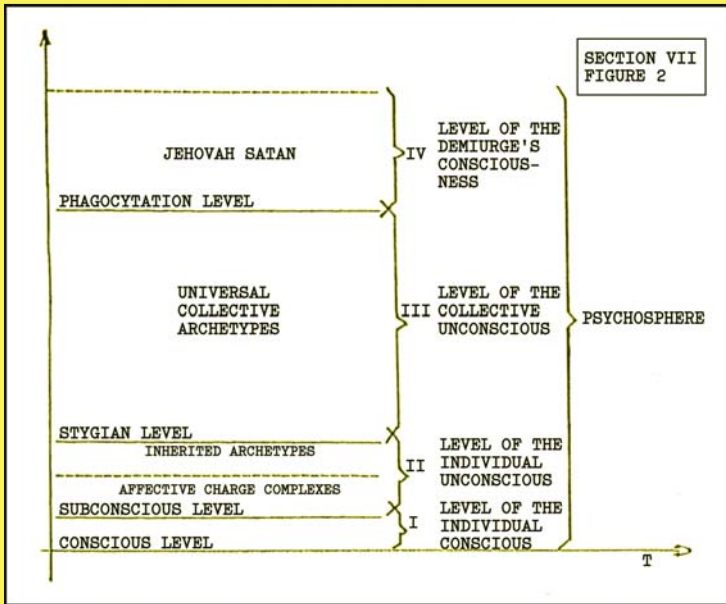 SECTION VII
FIGURE 2
JEHOVAH SATAN
IV
LEVEL OF THE
DEMIURGE'S
CONSCIOUS-
NESS
PHAGOCYTATION LEVEL
UNIVERSAL
COLLECTIVE
ARCHETYPES
III
LEVEL OF THE
COLLECTIVE
UNCONSCIOUS
PSYCHOSPHERE
STYGIAN LEVEL
INHERITED ARCHETYPES
II
LEVEL OF THE
INDIVIDUAL
UNCONSCIOUS
AFFECTIVE CHARGE COMPLEXES
SUBCONSCIOUS LEVEL
I
LEVEL OF THE
INDIVIDUAL
CONSCIOUS
CONSCIOUS LEVEL
T